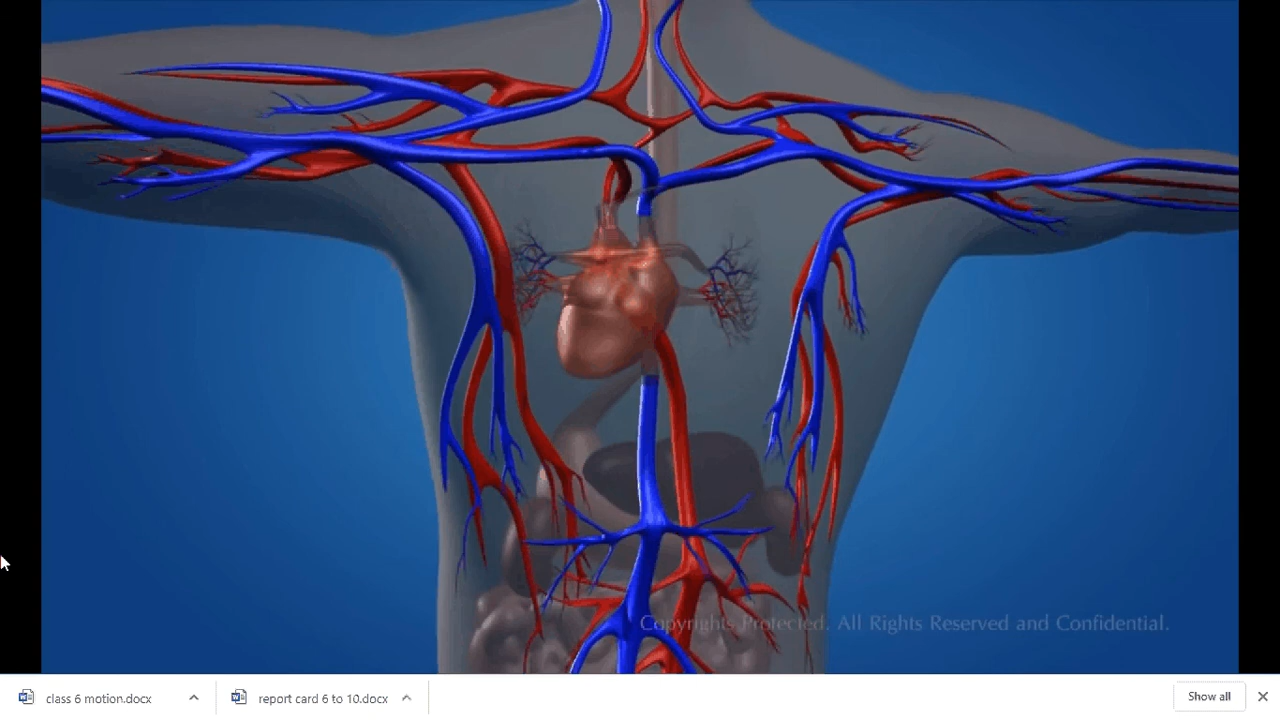 Copyrights Protected. All Rights Reserved and Confidential.
class 6 motion.docx
report card 6 to 10.docx
Show all